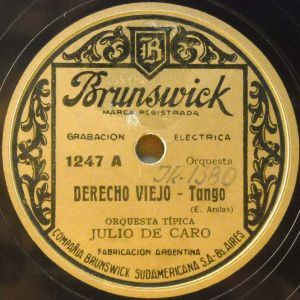 B
Brunswick
MARCA REGISTRADA
GRABACION ELECTRICA
1247 A Orquesta
DERECHO VIEJO - Tango
(E. Arolas)
ORQUESTA TÍPICA
JULIO DE CARO
FABRICACION ARGENTINA
COMPAÑIA BRUNSWICK SUDAMERICANA S.A.-Bs. AIRES